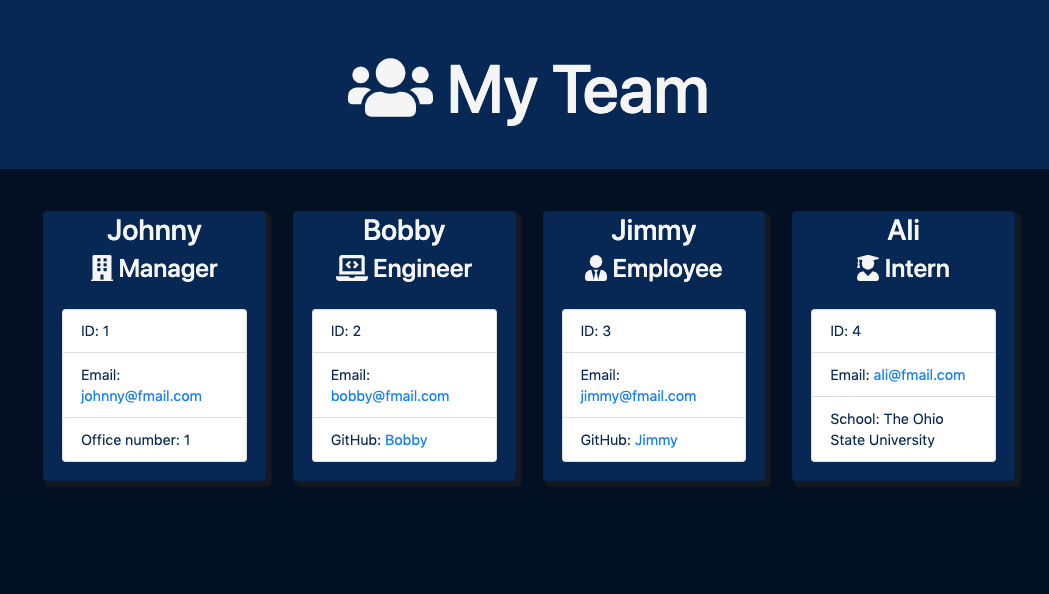 My Team
Johnny
Manager
ID: 1
Email:
johnny@fmail.com
Office number: 1
Bobby
Engineer
ID: 2
Email:
bobby@fmail.com
GitHub: Bobby
Jimmy
Employee
ID: 3
Email:
jimmy@fmail.com
GitHub: Jimmy
Ali
Intern
ID: 4
Email: ali@fmail.com
School: The Ohio
State University